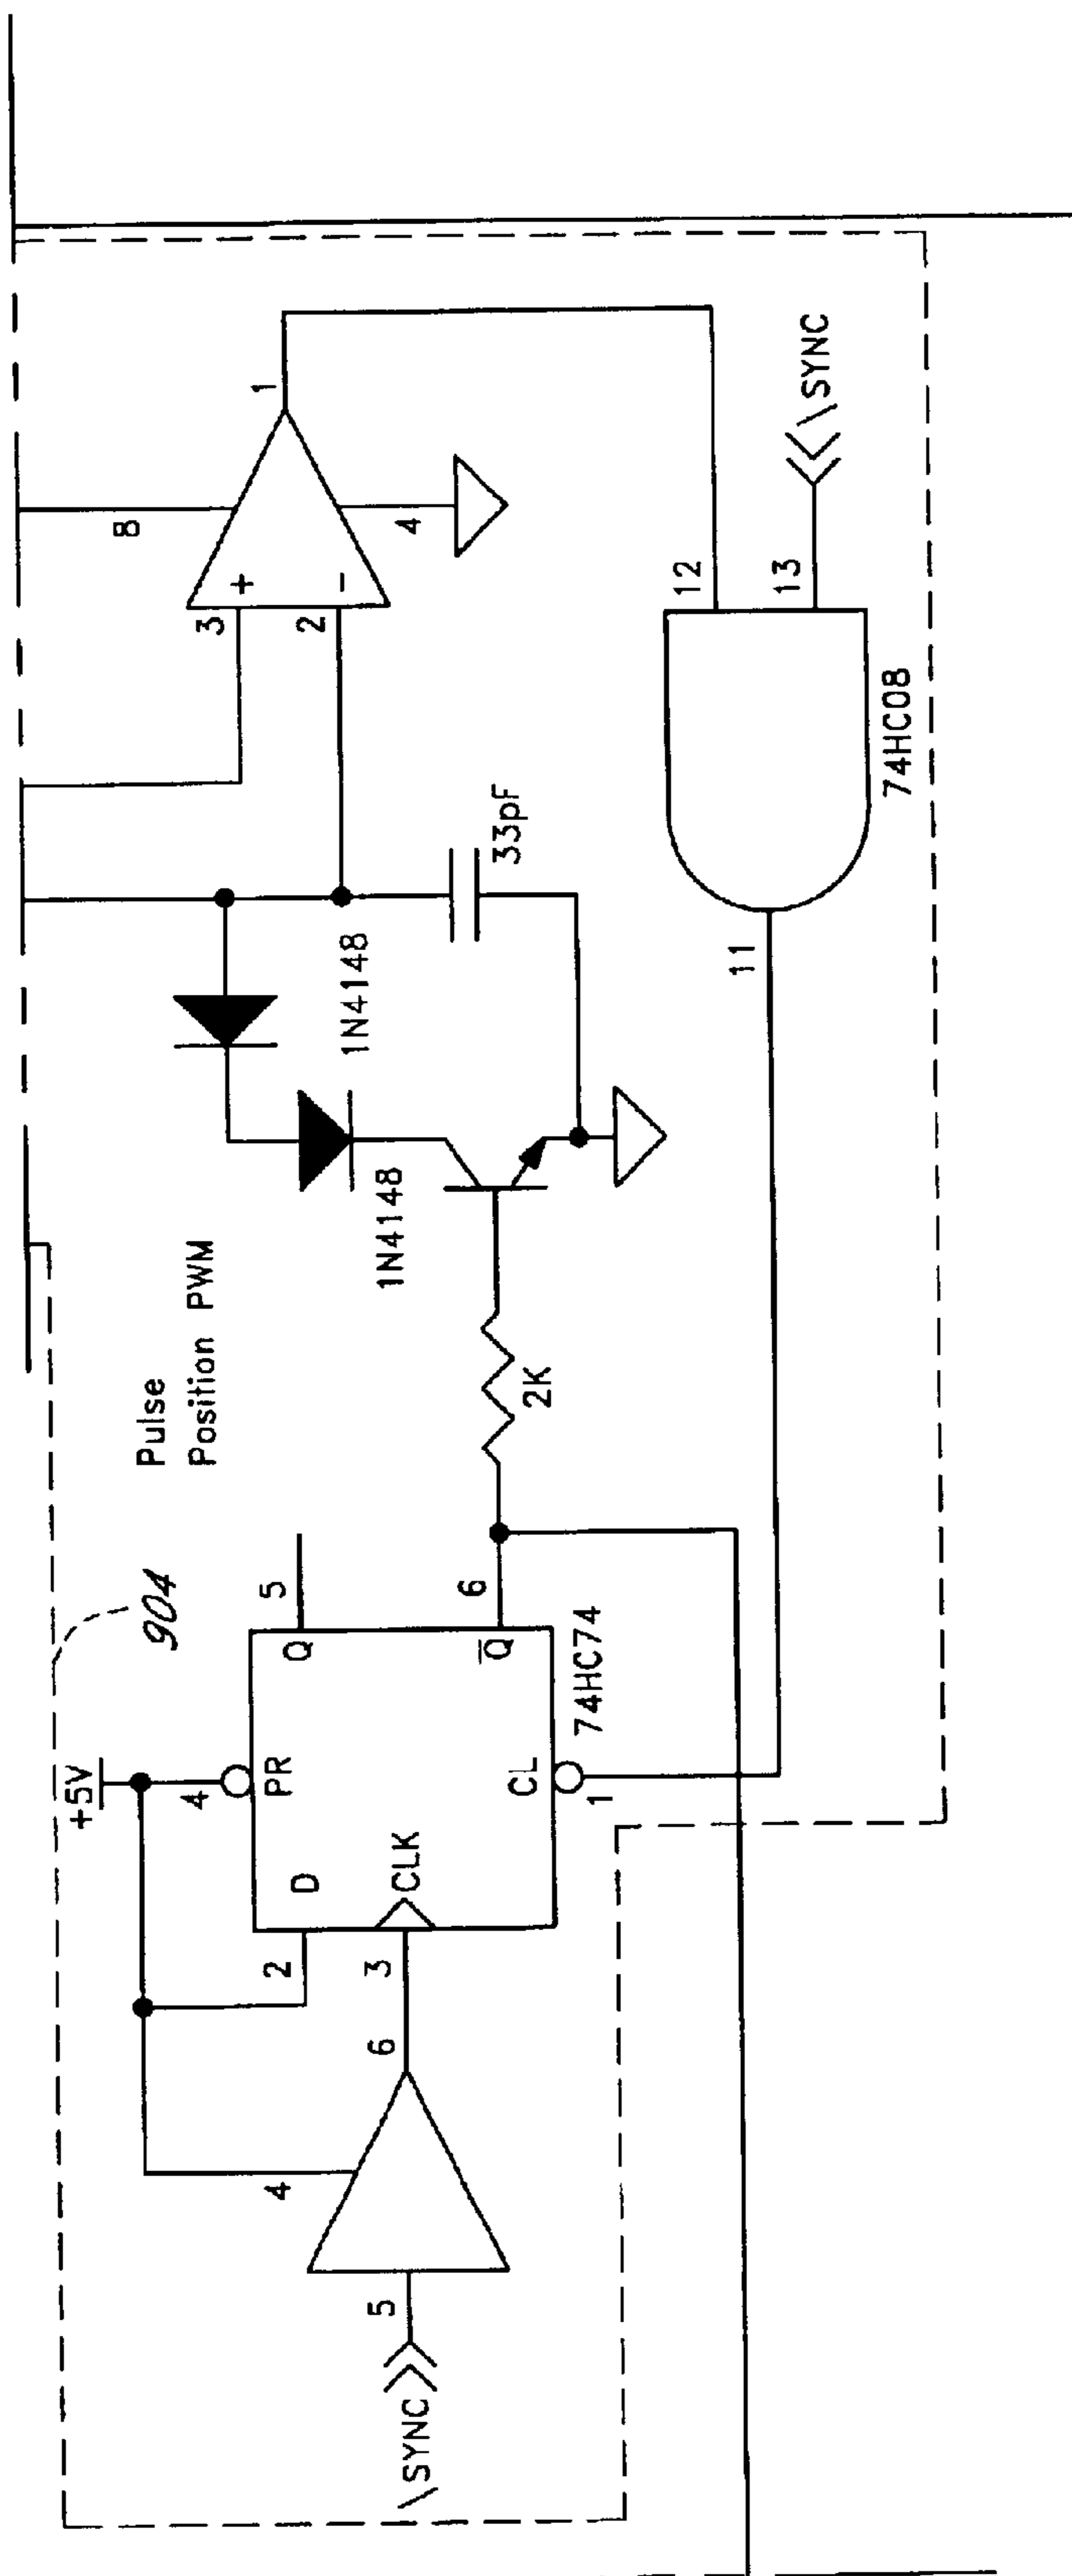 \SYNC
5
4
6
+5V
4
2
3
D
CLK
PR
CL
1
Q
Q̅
5
6
74HC74
904
Pulse
Position PWM
2K
1N4148
1N4148
33pF
11
74HC08
3
2
+
−
8
4
1
12
13
\SYNC